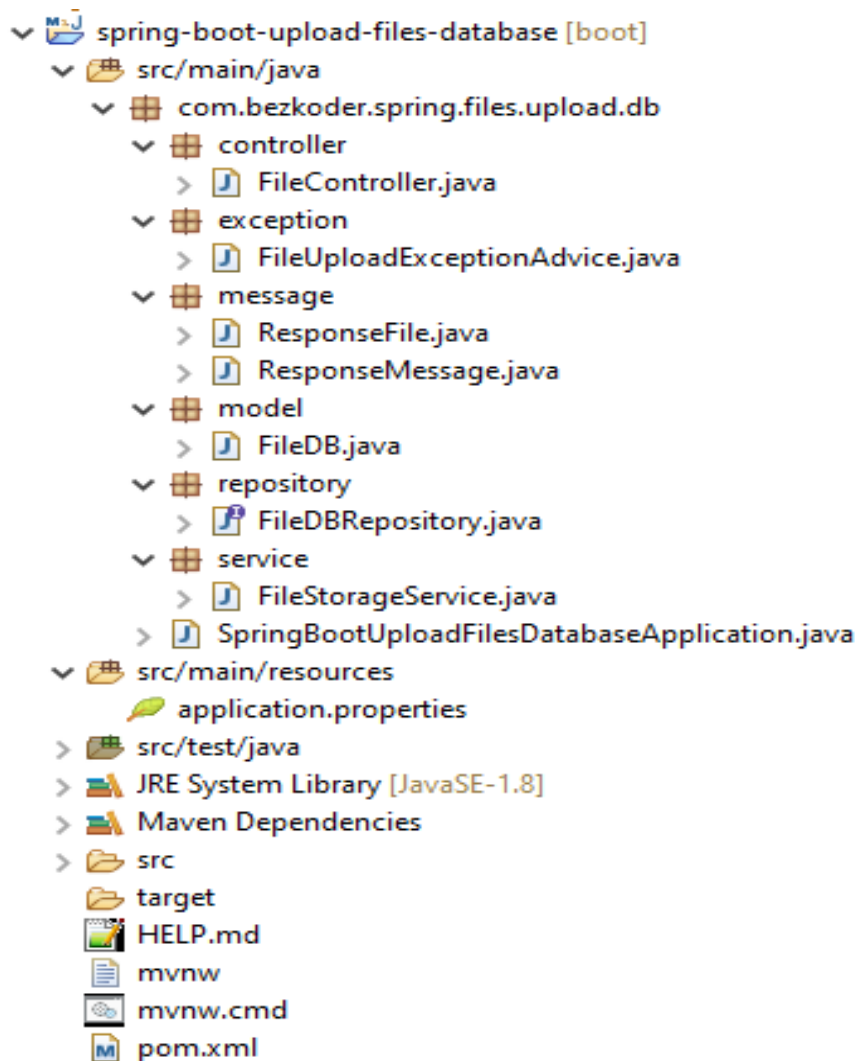 spring-boot-upload-files-database [boot]
src/main/java
com.bezkoder.spring.files.upload.db
controller
FileController.java
exception
FileUploadExceptionAdvice.java
message
ResponseFile.java
ResponseMessage.java
model
FileDB.java
repository
FileDBRepository.java
service
FileStorageService.java
SpringBootUploadFilesDatabaseApplication.java
src/main/resources
application.properties
src/test/java
JRE System Library [JavaSE-1.8]
Maven Dependencies
src
target
HELP.md
mvnw
mvnw.cmd
pom.xml